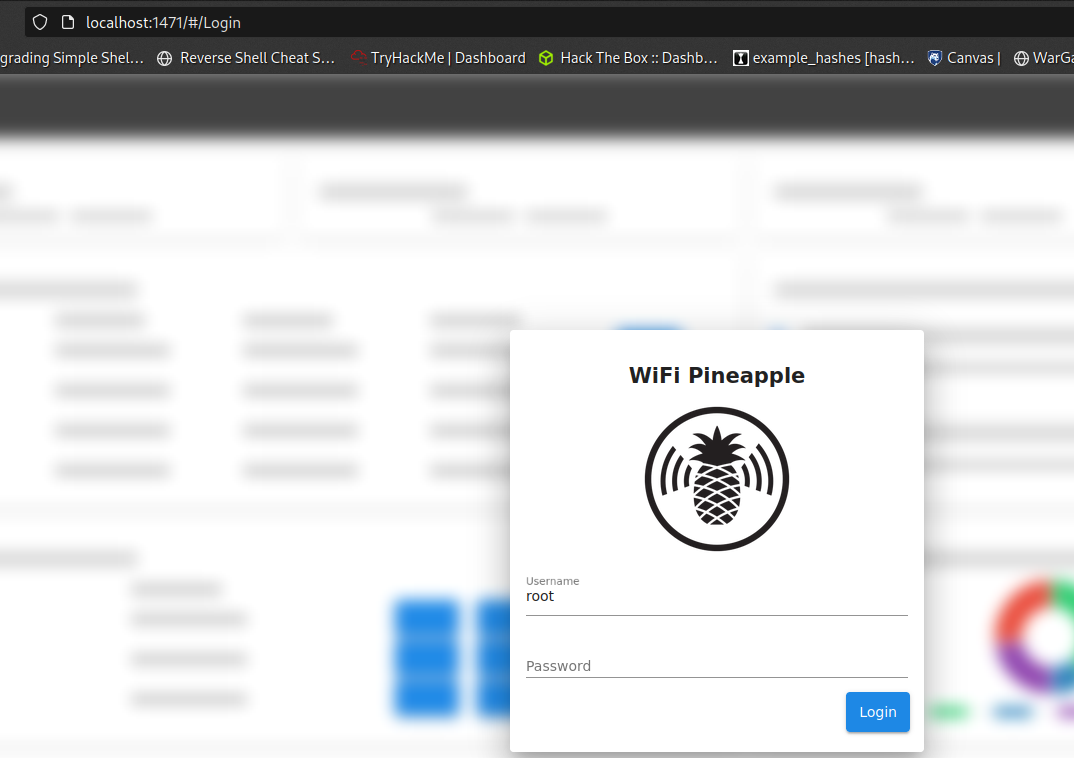 localhost:1471/#/Login
grading Simple Shel… Reverse Shell Cheat S… TryHackMe | Dashboard Hack The Box :: Dashb… example_hashes [hash… Canvas | WarGa
WiFi Pineapple
Username
root
Password
Login